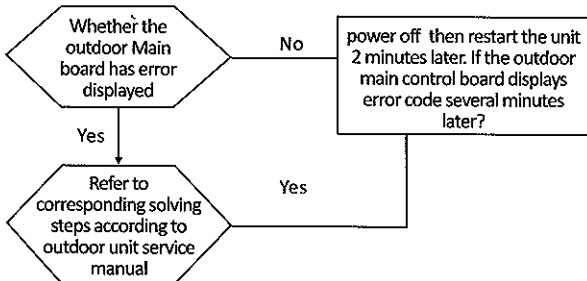 Whether the
outdoor Main
board has error
displayed
No
power off then restart the unit
2 minutes later. If the outdoor
main control board displays
error code several minutes
later?
Yes
Refer to
corresponding solving
steps according to
outdoor unit service
manual
Yes